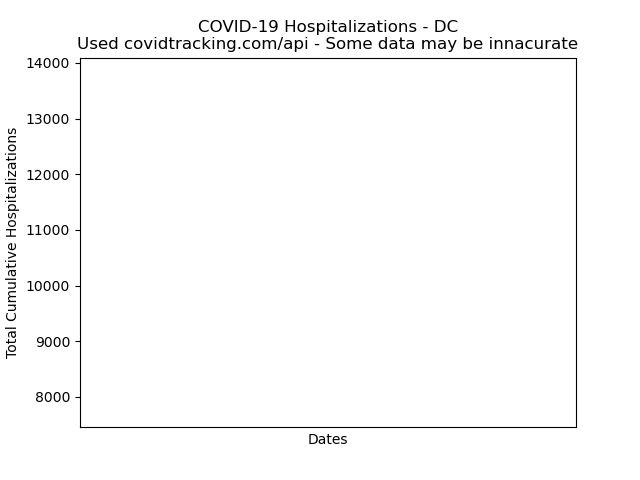 COVID-19 Hospitalizations - DC
Used covidtracking.com/api - Some data may be innacurate
Total Cumulative Hospitalizations
14000
13000
12000
11000
10000
9000
8000
Dates